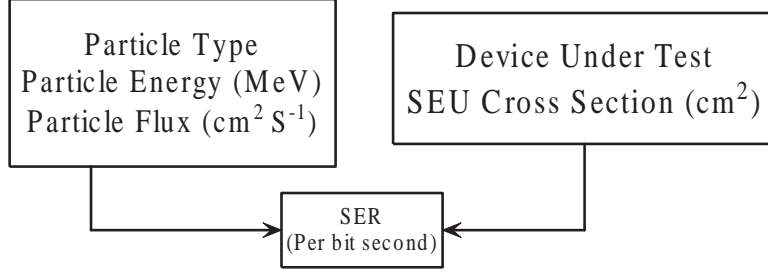 Particle Type
Particle Energy (MeV)
Particle Flux (cm² S⁻¹)
Device Under Test
SEU Cross Section (cm²)
SER
(Per bit second)